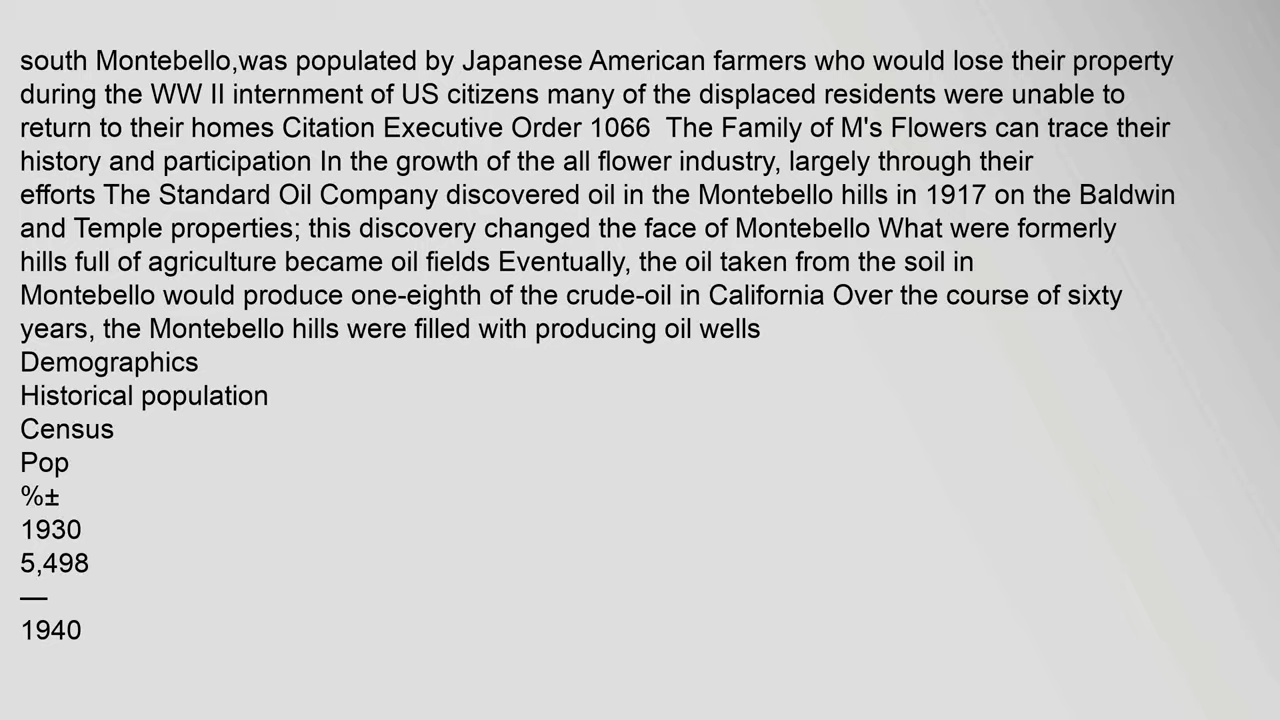 south Montebello,was populated by Japanese American farmers who would lose their property
during the WW II internment of US citizens many of the displaced residents were unable to
return to their homes Citation Executive Order 1066  The Family of M's Flowers can trace their
history and participation In the growth of the all flower industry, largely through their
efforts The Standard Oil Company discovered oil in the Montebello hills in 1917 on the Baldwin
and Temple properties; this discovery changed the face of Montebello What were formerly
hills full of agriculture became oil fields Eventually, the oil taken from the soil in
Montebello would produce one-eighth of the crude-oil in California Over the course of sixty
years, the Montebello hills were filled with producing oil wells
Demographics
Historical population
Census
Pop
%±
1930
5,498
—
1940